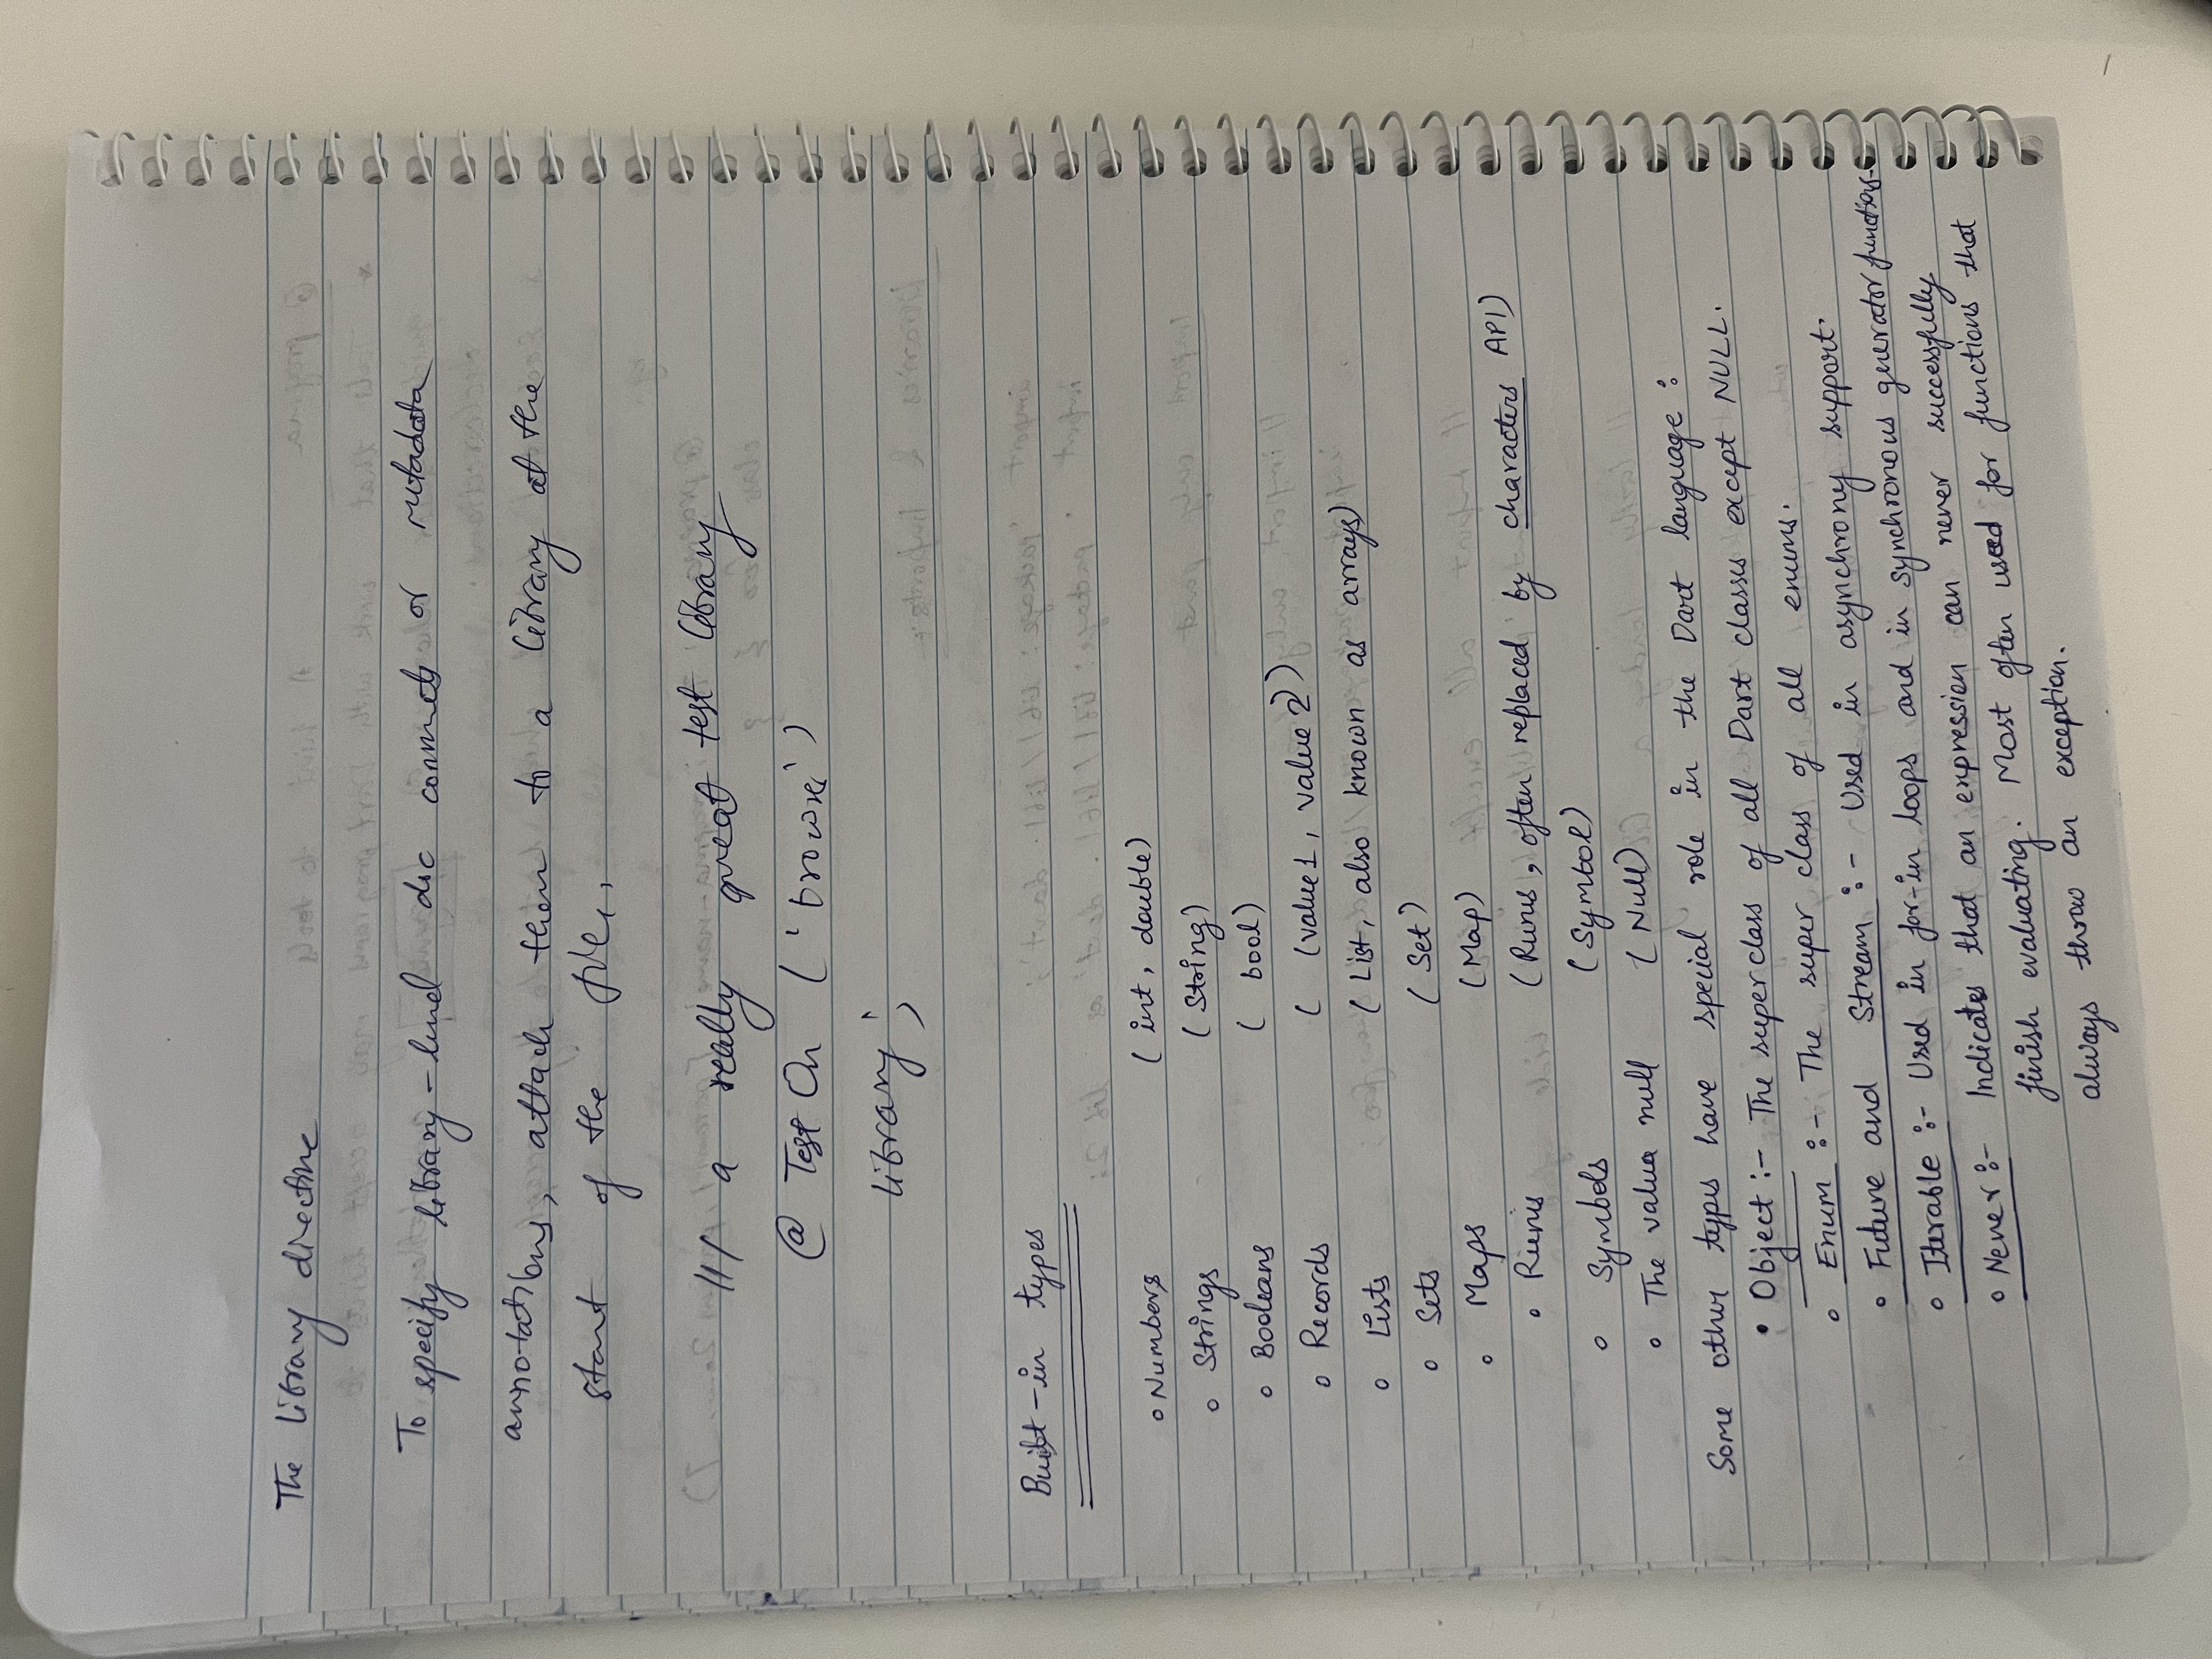 The library directive
To specify library-level doc comments or metadata
annotations, attach them to a library at the
start of the file.
/// a really great test library
@ Test On ('browser')
library;
Built-in types
Numbers (int, double)
Strings (String)
Booleans (bool)
Records ( (value1, value2))
Lists (List, also known as arrays)
Sets (Set)
Maps (Map)
Runes (Runes, often replaced by characters API)
Symbols (Symbol)
The value null (Null)
Some other types have special role in the Dart language :
Object :- The superclass of all Dart classes except NULL.
Enum :- The super class of all enums.
Future and Stream :- Used in asynchrony support.
Iterable :- Used in for-in loops and in synchronous generator functions.
Never :- Indicates that an expression can never successfully
finish evaluating. Most often used for functions that
always throw an exception.